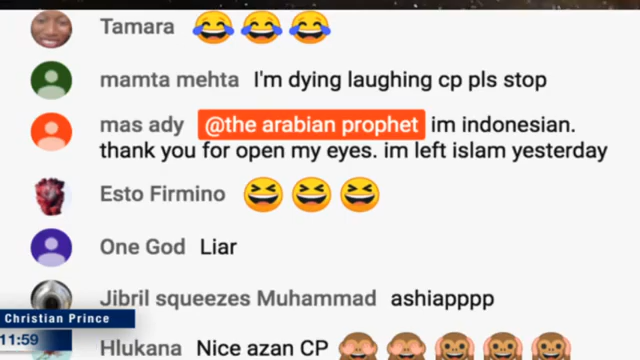 Tamara 😂😂😂
mamta mehta I'm dying laughing cp pls stop
mas ady @the arabian prophet im indonesian.
thank you for open my eyes. im left islam yesterday
Esto Firmino 😆😆😆
One God Liar
Jibril squeezes Muhammad ashiapppp
Christian Prince
11:59
Hlukana Nice azan CP 🙈🙈🙊🙉🙊